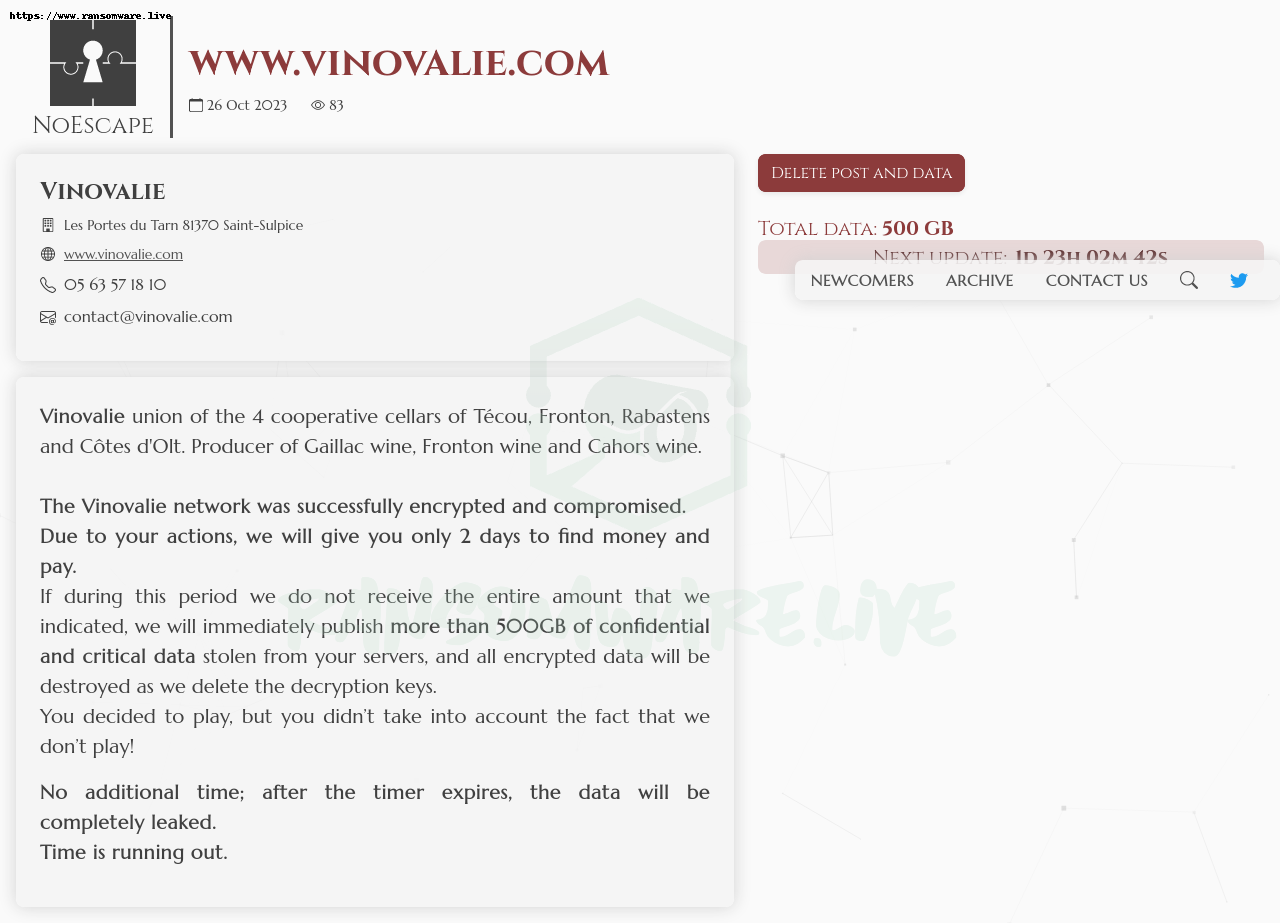 https://www.ransomware.live
NoEscape
www.vinovalie.com
26 Oct 2023 83
Vinovalie
Les Portes du Tarn 81370 Saint-Sulpice
www.vinovalie.com
05 63 57 18 10
contact@vinovalie.com
Delete post and data
Total data: 500 GB
Next update: 1d 23h 02m 42s
NEWCOMERS ARCHIVE CONTACT US
Vinovalie union of the 4 cooperative cellars of Técou, Fronton, Rabastens
and Côtes d'Olt. Producer of Gaillac wine, Fronton wine and Cahors wine.
The Vinovalie network was successfully encrypted and compromised.
Due to your actions, we will give you only 2 days to find money and
pay.
If during this period we do not receive the entire amount that we
indicated, we will immediately publish more than 500GB of confidential
and critical data stolen from your servers, and all encrypted data will be
destroyed as we delete the decryption keys.
You decided to play, but you didn’t take into account the fact that we
don’t play!
No additional time; after the timer expires, the data will be
completely leaked.
Time is running out.
RANSOMWARE.LIVE